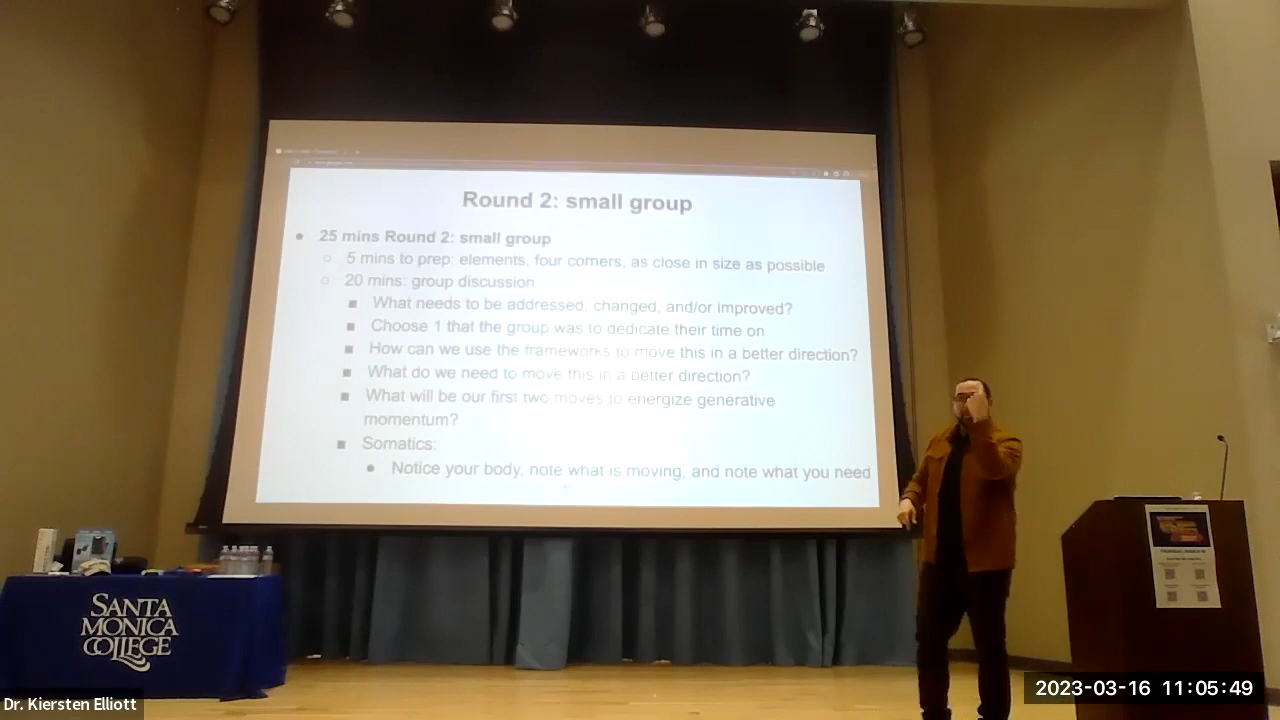 Round 2: small group
25 mins Round 2: small group
5 mins to prep: elements, four corners, as close in size as possible
20 mins: group discussion
What needs to be addressed, changed, and/or improved?
Choose 1 that the group was to dedicate their time on
How can we use the frameworks to move this in a better direction?
What do we need to move this in a better direction?
What will be our first two moves to energize generative
momentum?
Somatics:
Notice your body, note what is moving, and note what you need
SANTA
MONICA
COLLEGE
Dr. Kiersten Elliott
2023-03-16 11:05:49